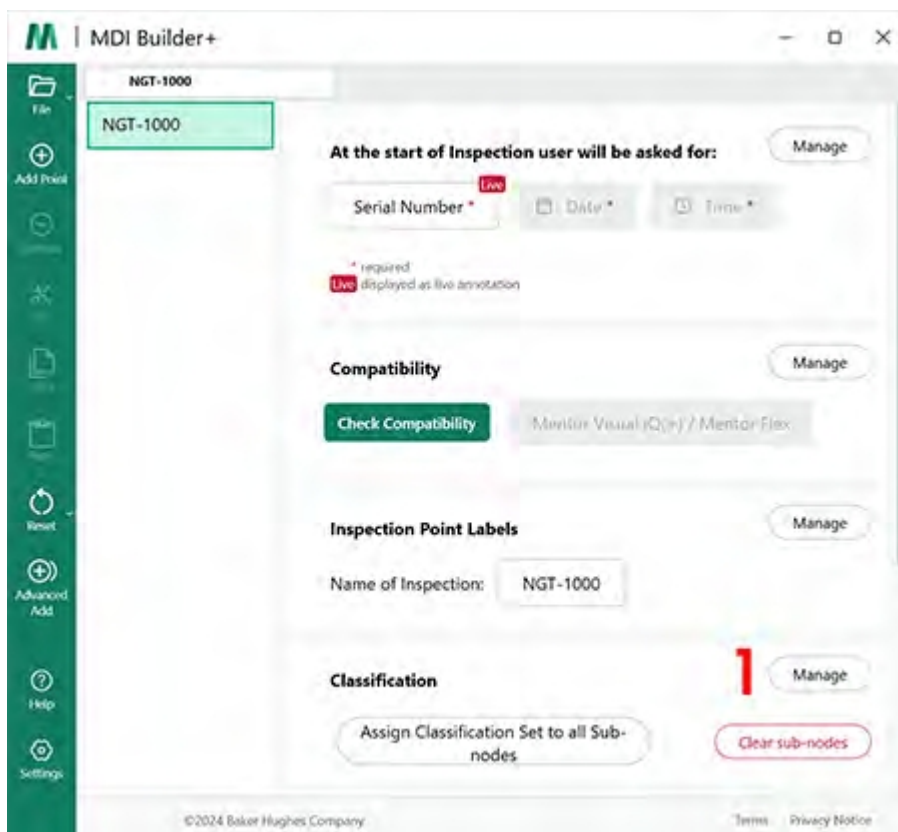 MDI Builder+
NGT-1000
File
NGT-1000
Add Point
Reset
Advanced
Add
Help
Settings
At the start of Inspection user will be asked for:
Manage
Live
Serial Number *
Date *
Time *
* required
Live displayed as live annotation
Compatibility
Manage
Check Compatibility
Mentor Visual iQ(+) / Mentor Flex
Inspection Point Labels
Manage
Name of Inspection:
NGT-1000
Classification
1
Manage
Assign Classification Set to all Sub-
nodes
Clear sub-nodes
©2024 Baker Hughes Company
Terms
Privacy Notice